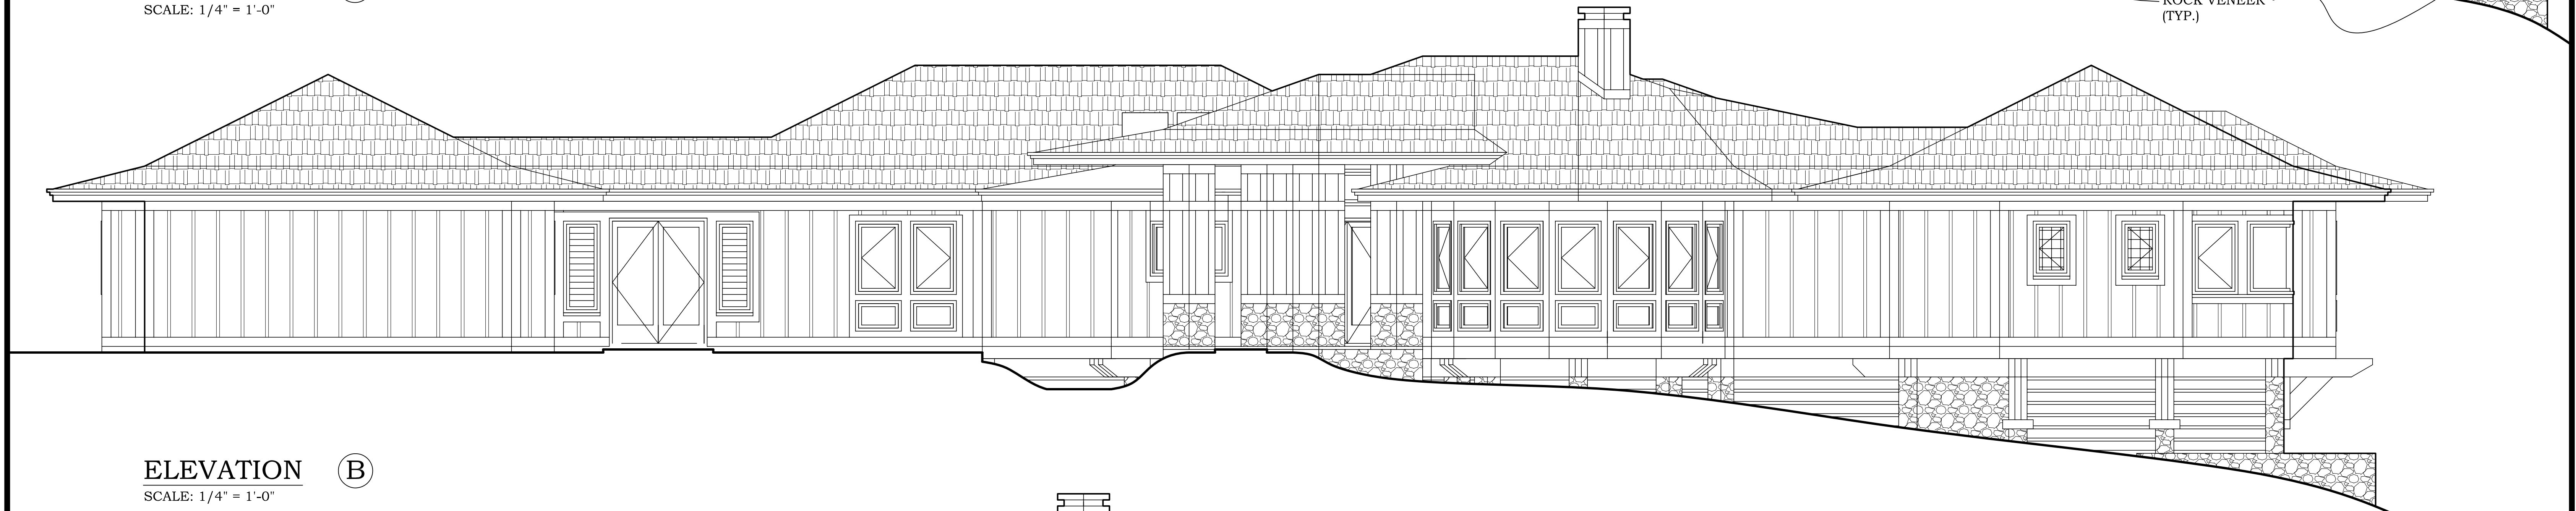 SCALE: 1/4" = 1'-0"
ROCK VENEER
(TYP.)
ELEVATION B
SCALE: 1/4" = 1'-0"